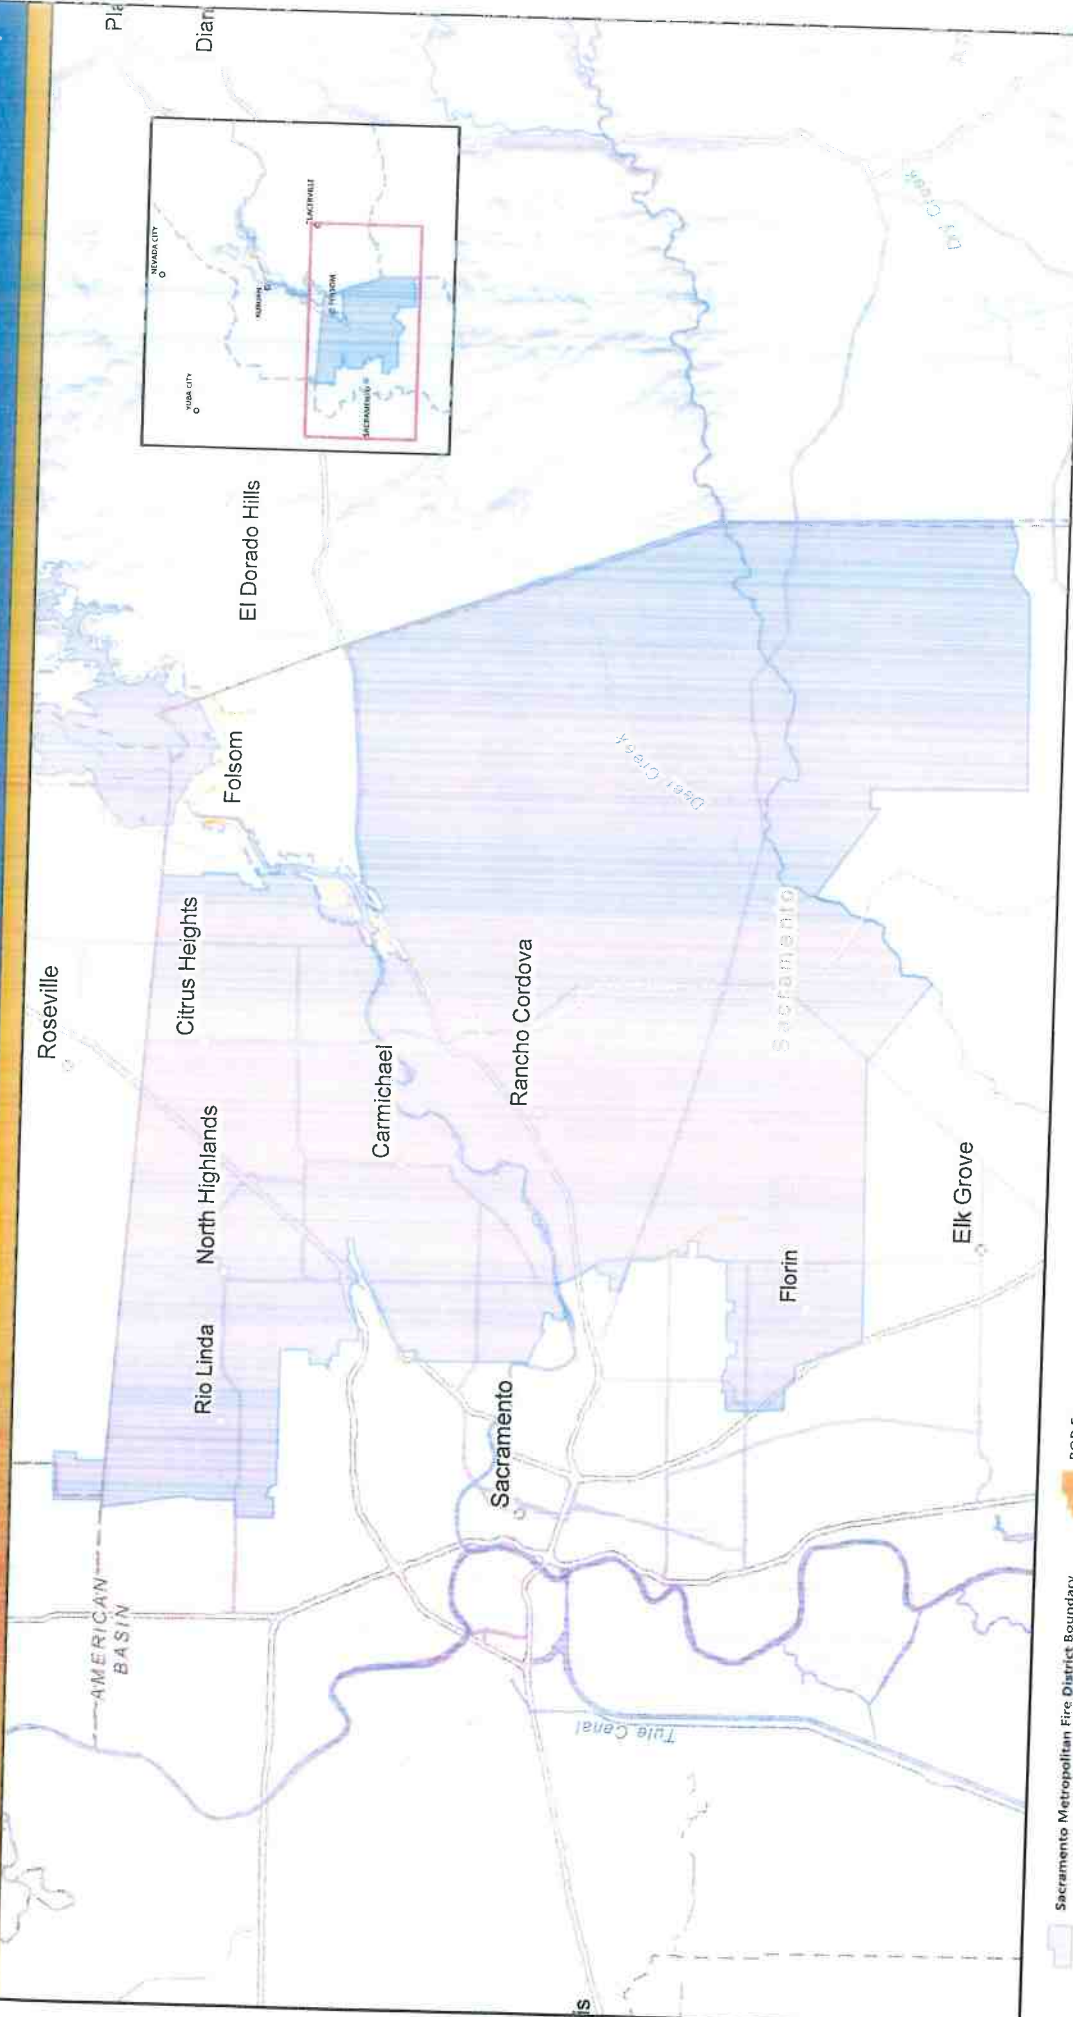 Roseville
Citrus Heights
North Highlands
Rio Linda
Carmichael
Folsom
El Dorado Hills
Rancho Cordova
Sacramento
Florin
Elk Grove
AMERICAN
BASIN
Tule Canal
Deer Creek
Sacramento
Dry Creek
Pla
Dian
is
NEVADA CITY
YUBA CITY
AUBURN
LACERVILLE
FOLSOM
SACRAMENTO
Sacramento Metropolitan Fire District Boundary